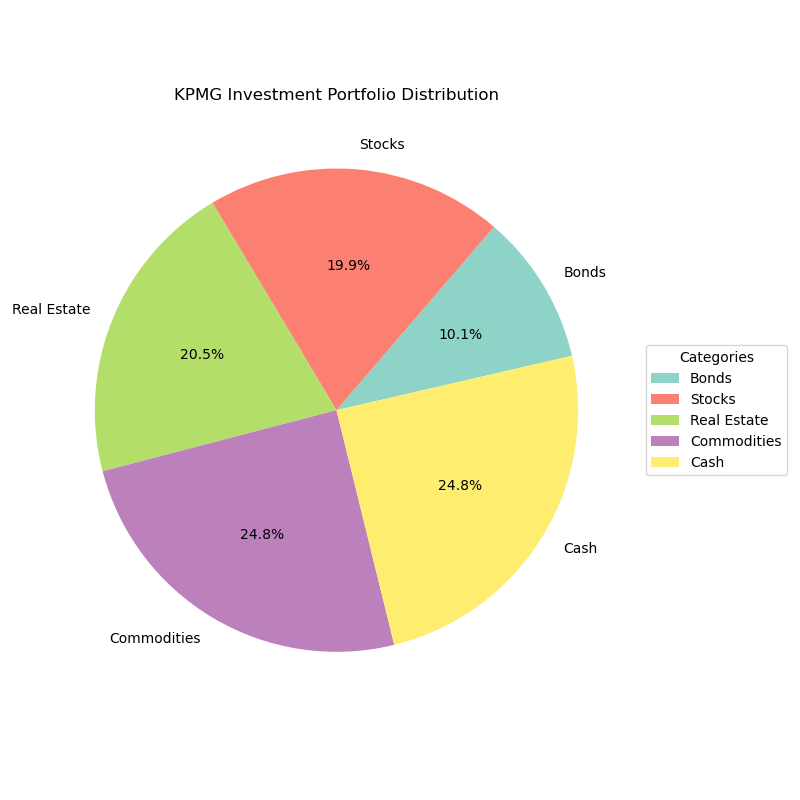 KPMG Investment Portfolio Distribution
Stocks
Bonds
Real Estate
Commodities
Cash
19.9%
10.1%
20.5%
24.8%
24.8%
Categories
Bonds
Stocks
Real Estate
Commodities
Cash